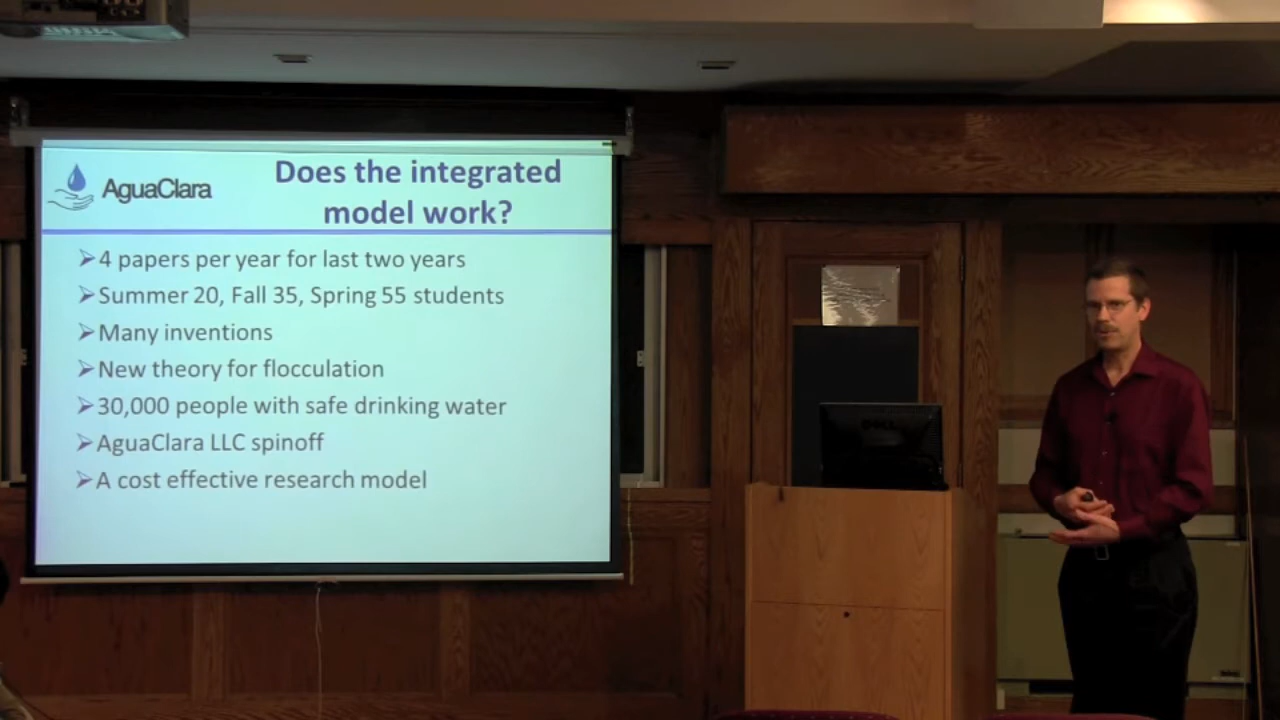 AguaClara
Does the integrated
model work?
➢4 papers per year for last two years
➢Summer 20, Fall 35, Spring 55 students
➢Many inventions
➢New theory for flocculation
➢30,000 people with safe drinking water
➢AguaClara LLC spinoff
➢A cost effective research model
DELL